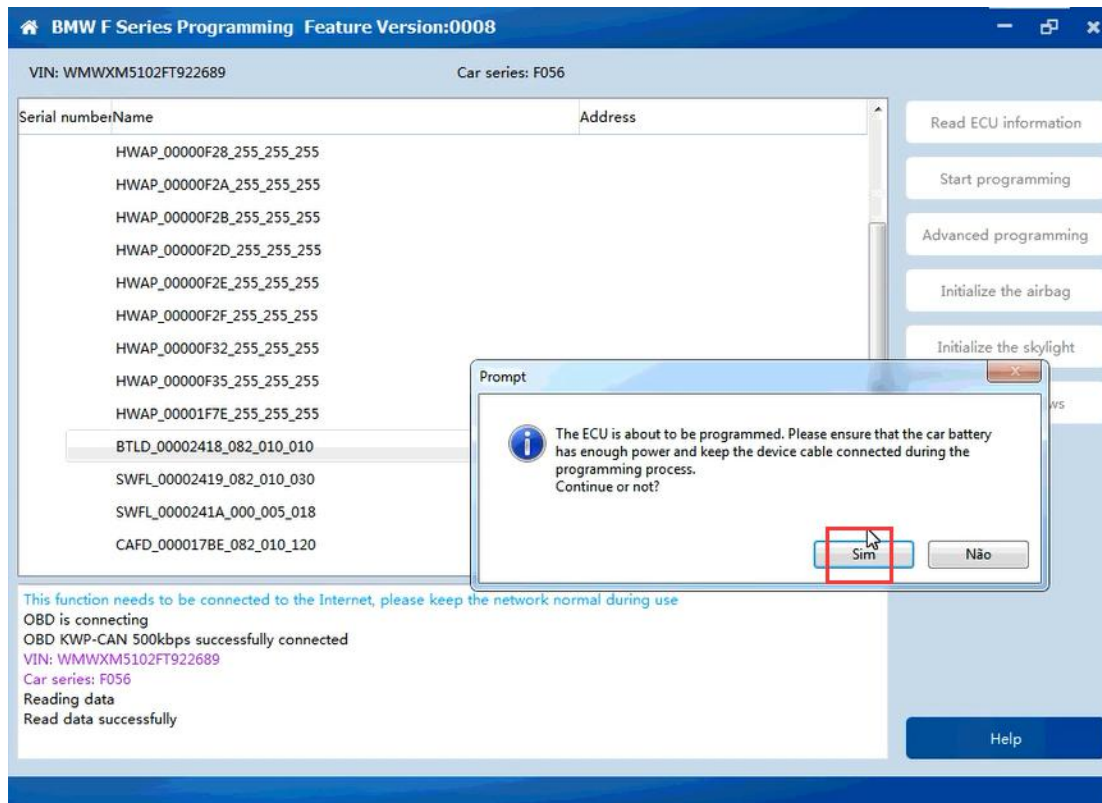 BMW F Series Programming Feature Version:0008
VIN: WMWXM5102FT922689 Car series: F056
Serial number Name Address
HWAP_00000F28_255_255_255
HWAP_00000F2A_255_255_255
HWAP_00000F2B_255_255_255
HWAP_00000F2D_255_255_255
HWAP_00000F2E_255_255_255
HWAP_00000F2F_255_255_255
HWAP_00000F32_255_255_255
HWAP_00000F35_255_255_255
HWAP_00001F7E_255_255_255
BTLD_00002418_082_010_010
SWFL_00002419_082_010_030
SWFL_0000241A_000_005_018
CAFD_000017BE_082_010_120
Read ECU information
Start programming
Advanced programming
Initialize the airbag
Initialize the skylight
Prompt
The ECU is about to be programmed. Please ensure that the car battery
has enough power and keep the device cable connected during the
programming process.
Continue or not?
Sim Não
This function needs to be connected to the Internet, please keep the network normal during use
OBD is connecting
OBD KWP-CAN 500kbps successfully connected
VIN: WMWXM5102FT922689
Car series: F056
Reading data
Read data successfully
Help